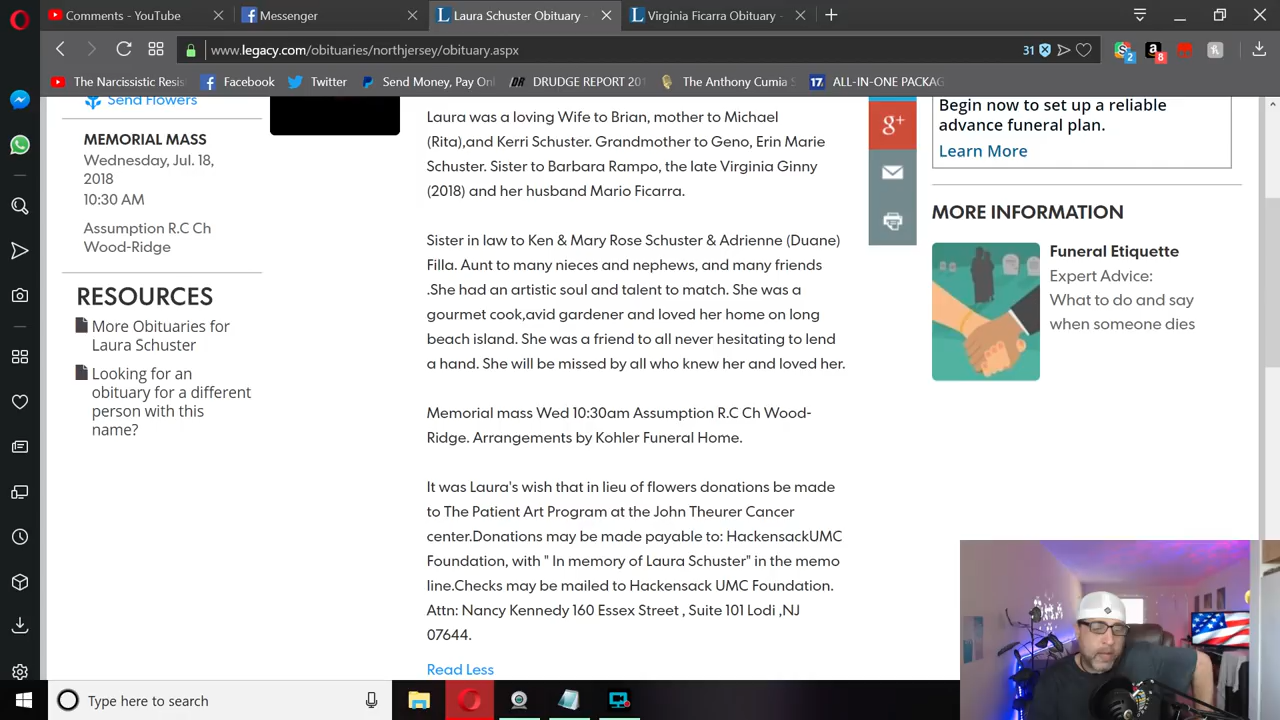 Comments - YouTube
Messenger
Laura Schuster Obituary -
Virginia Ficarra Obituary -
www.legacy.com/obituaries/northjersey/obituary.aspx
31
2
8
The Narcissistic Resis
Facebook
Twitter
Send Money, Pay Onl
DRUDGE REPORT 201
The Anthony Cumia S
17
ALL-IN-ONE PACKAG
Send Flowers
MEMORIAL MASS
Wednesday, Jul. 18,
2018
10:30 AM
Assumption R.C Ch
Wood-Ridge
RESOURCES
More Obituaries for
Laura Schuster
Looking for an
obituary for a different
person with this
name?
Laura was a loving Wife to Brian, mother to Michael
(Rita),and Kerri Schuster. Grandmother to Geno, Erin Marie
Schuster. Sister to Barbara Rampo, the late Virginia Ginny
(2018) and her husband Mario Ficarra.
Sister in law to Ken & Mary Rose Schuster & Adrienne (Duane)
Filla. Aunt to many nieces and nephews, and many friends
.She had an artistic soul and talent to match. She was a
gourmet cook,avid gardener and loved her home on long
beach island. She was a friend to all never hesitating to lend
a hand. She will be missed by all who knew her and loved her.
Memorial mass Wed 10:30am Assumption R.C Ch Wood-
Ridge. Arrangements by Kohler Funeral Home.
It was Laura's wish that in lieu of flowers donations be made
to The Patient Art Program at the John Theurer Cancer
center.Donations may be made payable to: HackensackUMC
Foundation, with " In memory of Laura Schuster" in the memo
line.Checks may be mailed to Hackensack UMC Foundation.
Attn: Nancy Kennedy 160 Essex Street , Suite 101 Lodi ,NJ
07644.
Read Less
g+
Begin now to set up a reliable
advance funeral plan.
Learn More
MORE INFORMATION
Funeral Etiquette
Expert Advice:
What to do and say
when someone dies
Type here to search